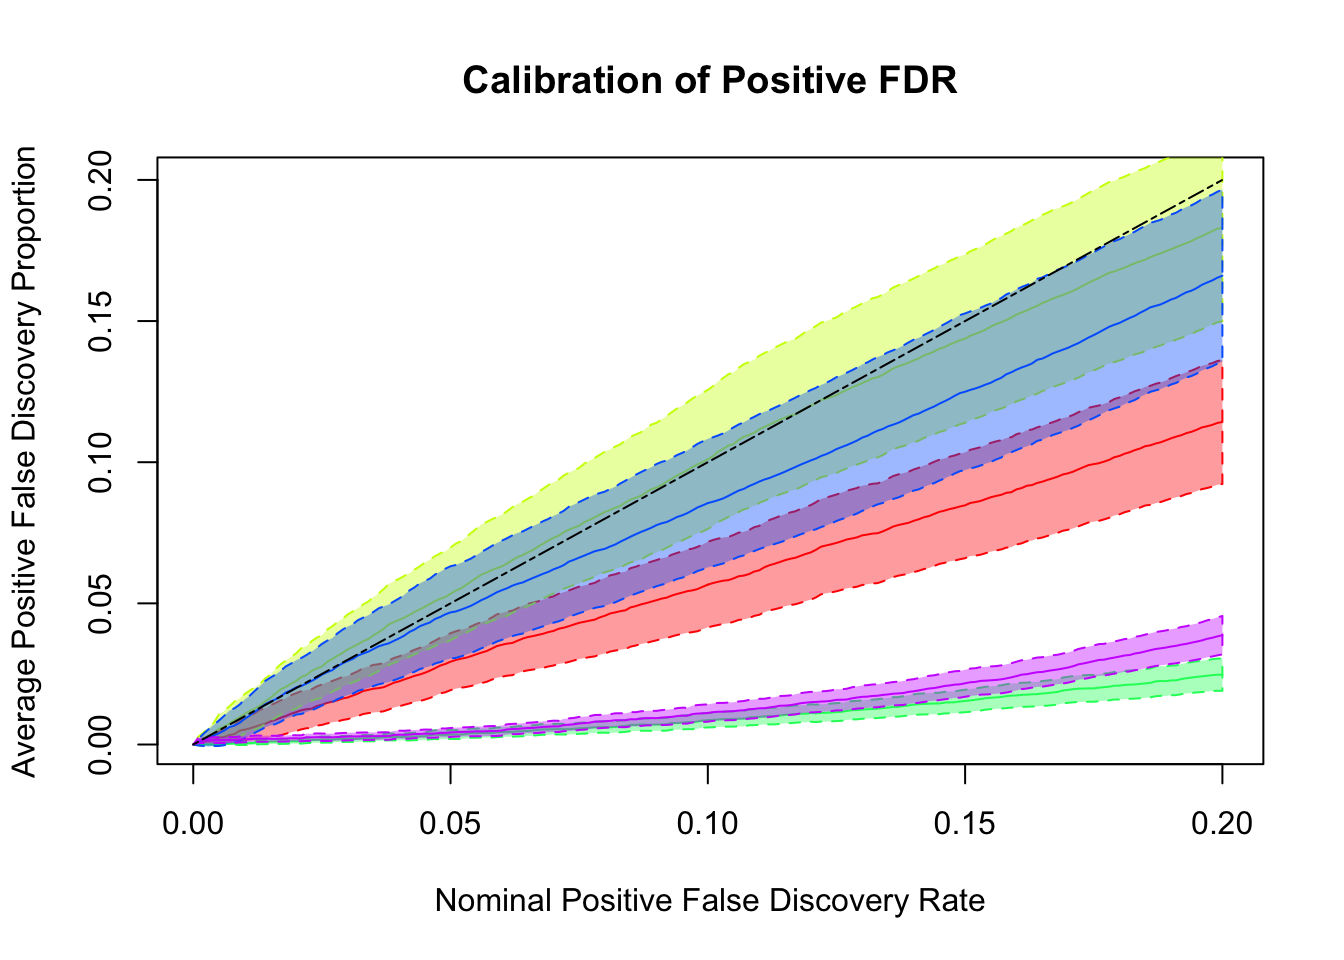 Calibration of Positive FDR
Average Positive False Discovery Proportion
0.20
0.15
0.10
0.05
0.00
0.00 0.05 0.10 0.15 0.20
Nominal Positive False Discovery Rate